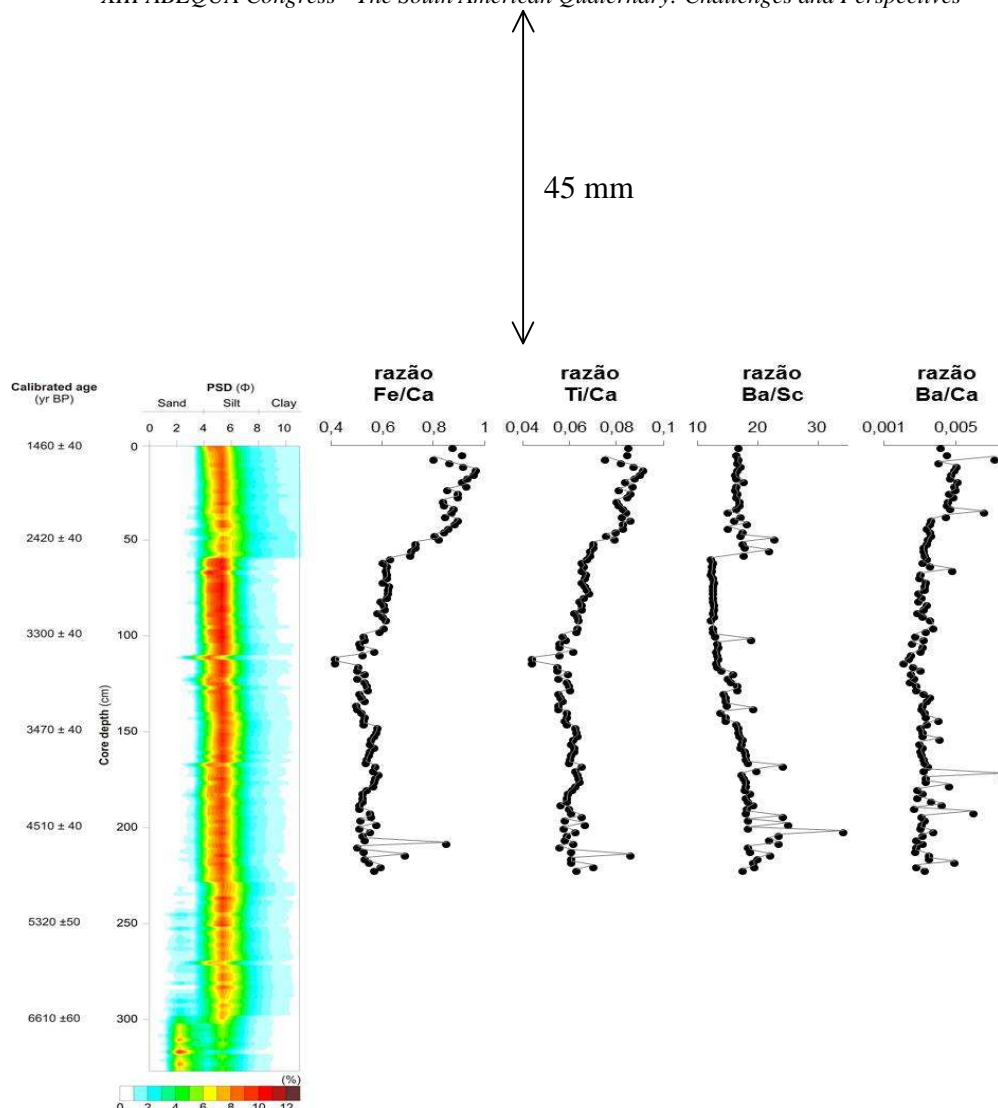 XIII ABEQUA Congress - The South American Quaternary: Challenges and Perspectives
45 mm
razão razão razão razão
Fe/Ca Ti/Ca Ba/Sc Ba/Ca
Calibrated age
(yr BP)
PSD (Φ)
Sand Silt Clay
0 2 4 6 8 10
0,4 0,6 0,8 1
0,04 0,06 0,08 0,1
10 20 30
0,001 0,005
1460 ± 40 0
2420 ± 40 50
3300 ± 40 100
Core depth (cm)
3470 ± 40 150
4510 ± 40 200
5320 ±50 250
6610 ±60 300
(%)
0 2 4 6 8 10 12